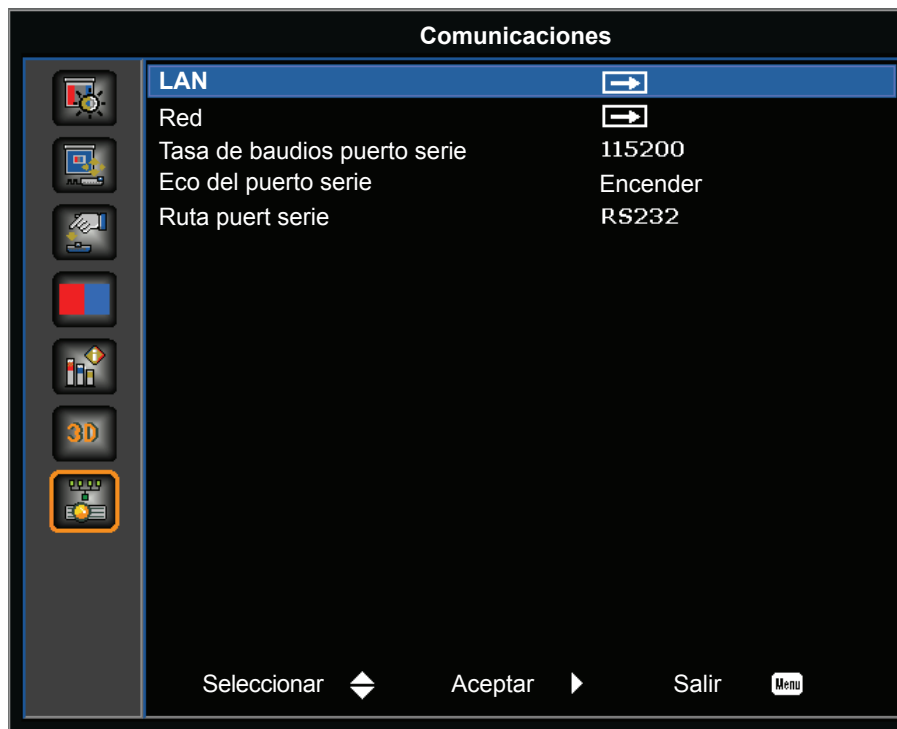 Comunicaciones
LAN
Red
Tasa de baudios puerto serie 115200
Eco del puerto serie Encender
Ruta puert serie RS232
3D
Seleccionar Aceptar Salir Menu